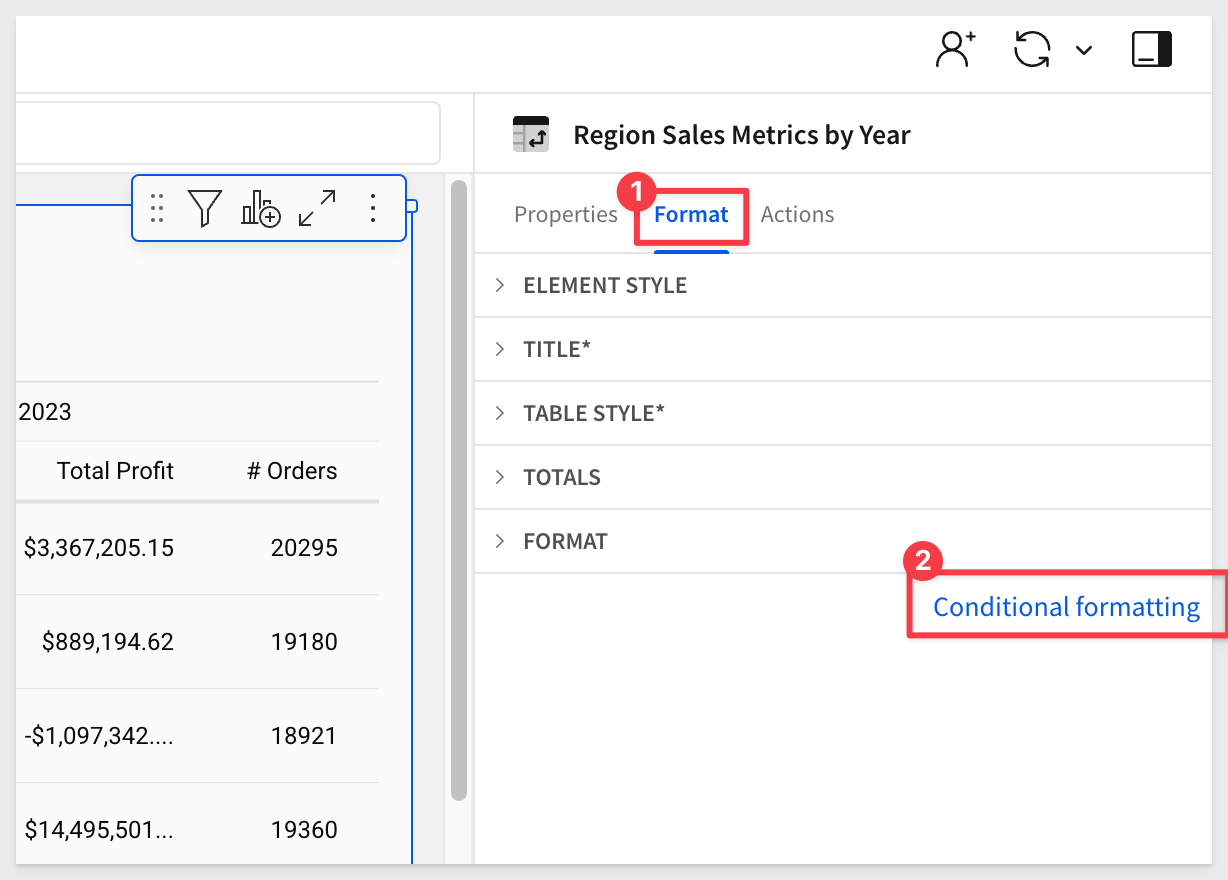 Region Sales Metrics by Year
1
Properties Format Actions
ELEMENT STYLE
TITLE*
TABLE STYLE*
TOTALS
FORMAT
2
Conditional formatting
2023
Total Profit # Orders
$3,367,205.15 20295
$889,194.62 19180
-$1,097,342.... 18921
$14,495,501... 19360